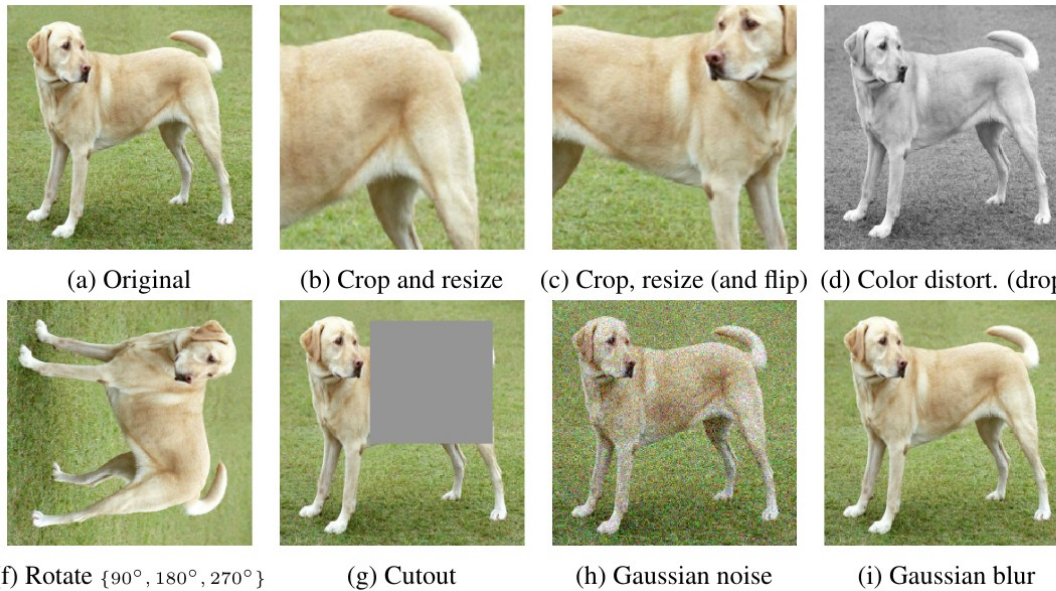 (a) Original
(b) Crop and resize
(c) Crop, resize (and flip)
(d) Color distort. (drop
f) Rotate {90°, 180°, 270°}
(g) Cutout
(h) Gaussian noise
(i) Gaussian blur